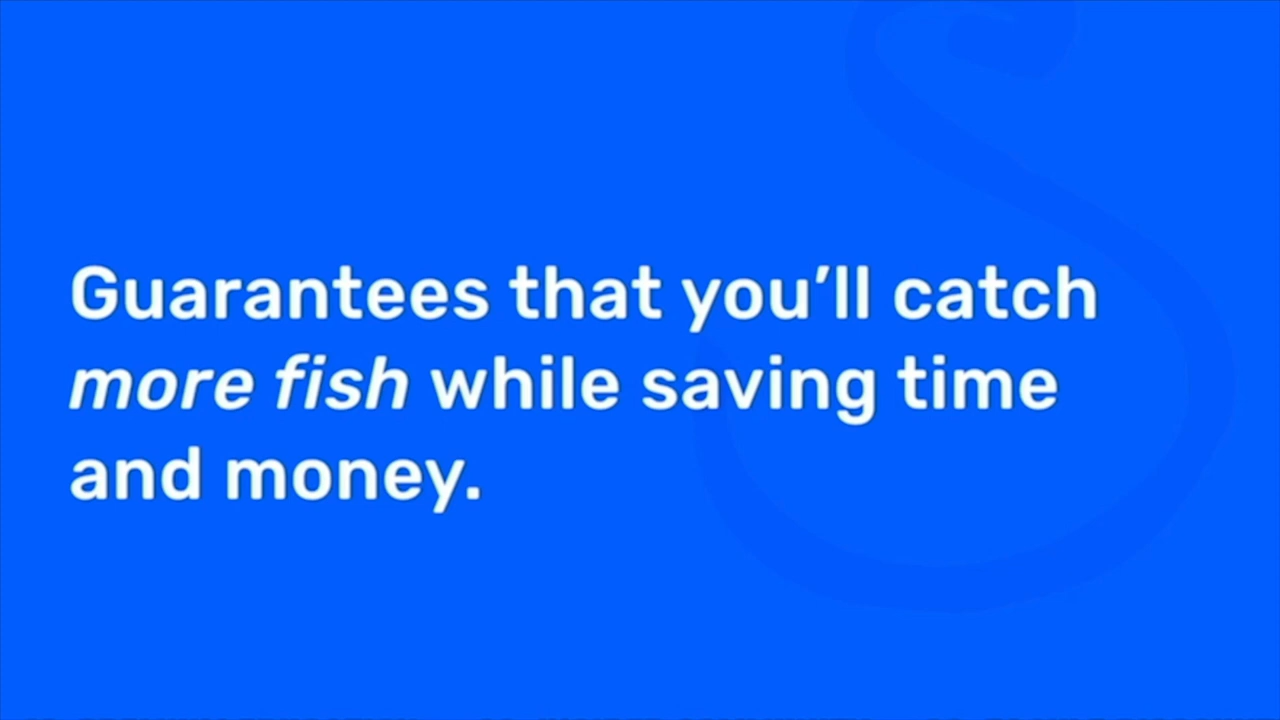 Guarantees that you’ll catch
more fish while saving time
and money.